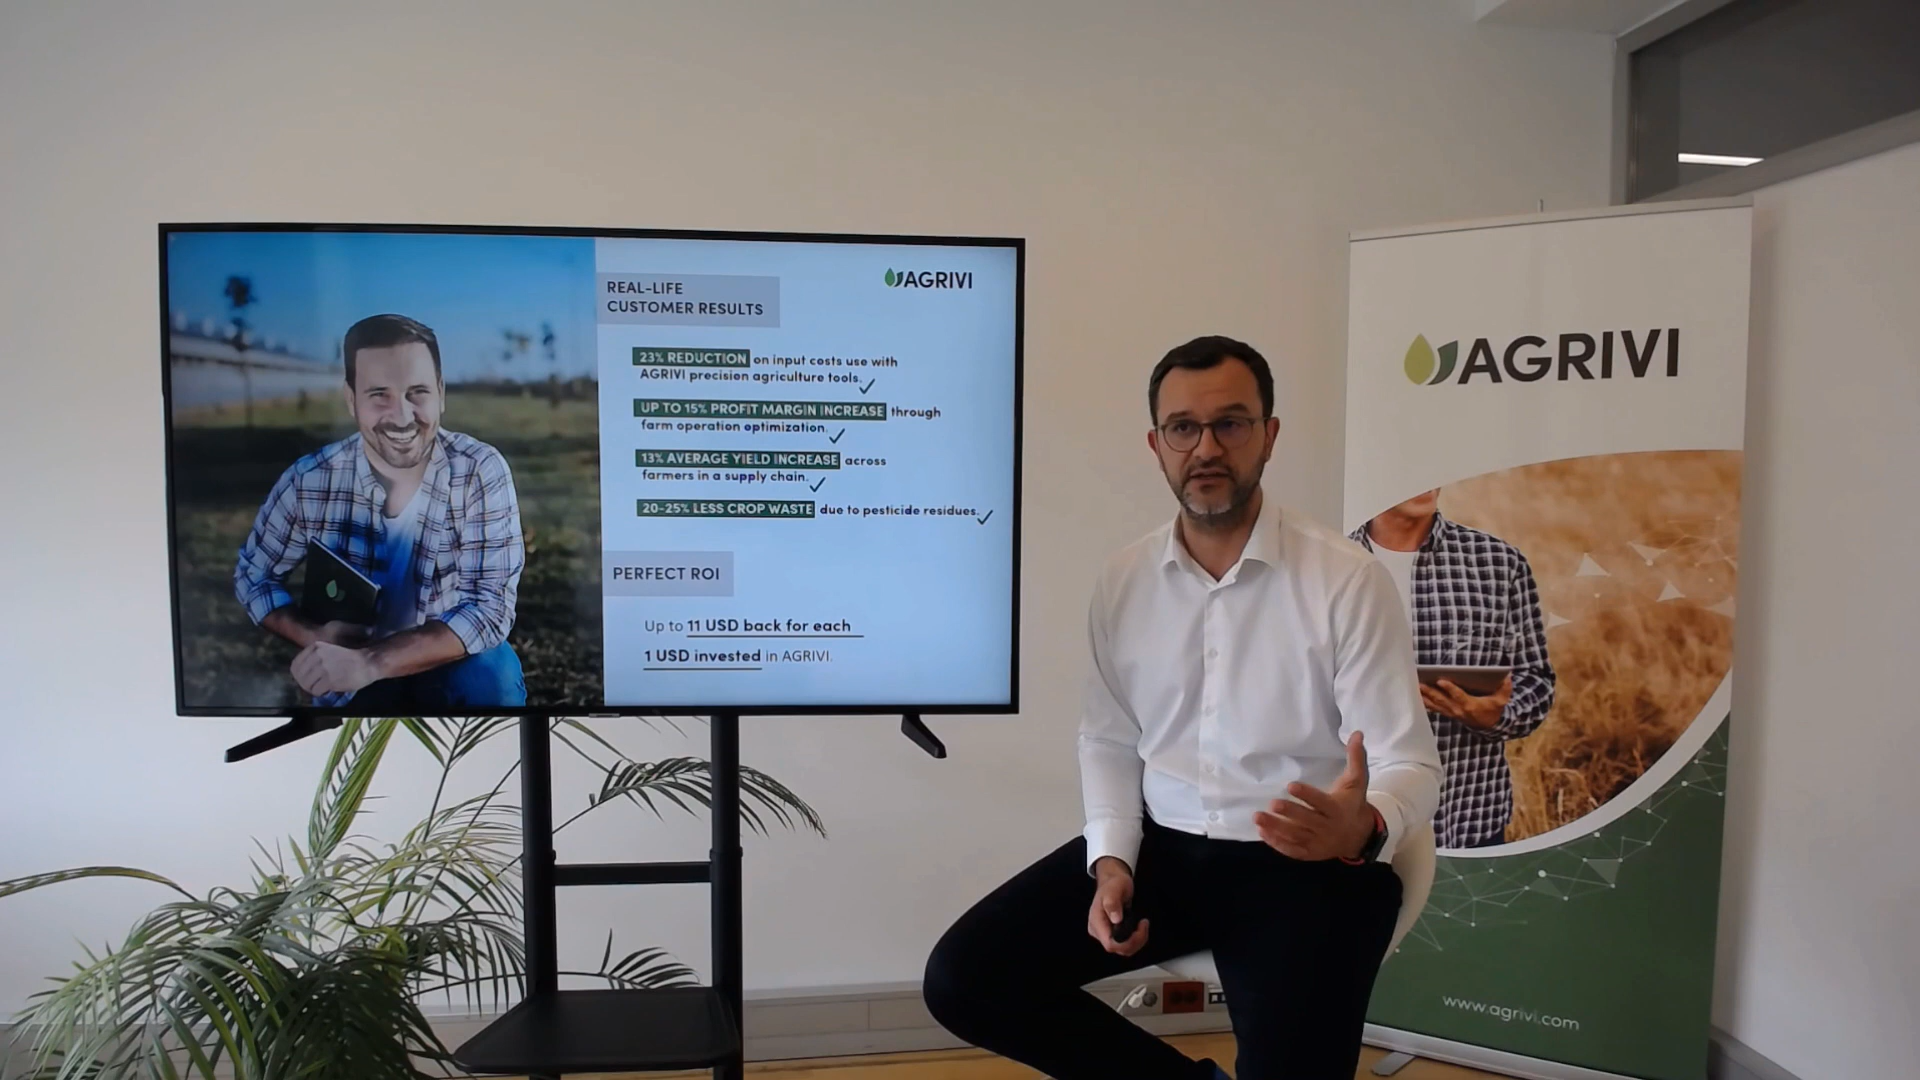 REAL-LIFE
CUSTOMER RESULTS
AGRIVI
23% REDUCTION on input costs use with
AGRIVI precision agriculture tools.
UP TO 15% PROFIT MARGIN INCREASE through
farm operation optimization.
13% AVERAGE YIELD INCREASE across
farmers in a supply chain.
20-25% LESS CROP WASTE due to pesticide residues.
PERFECT ROI
Up to 11 USD back for each
1 USD invested in AGRIVI.
AGRIVI
www.agrivi.com